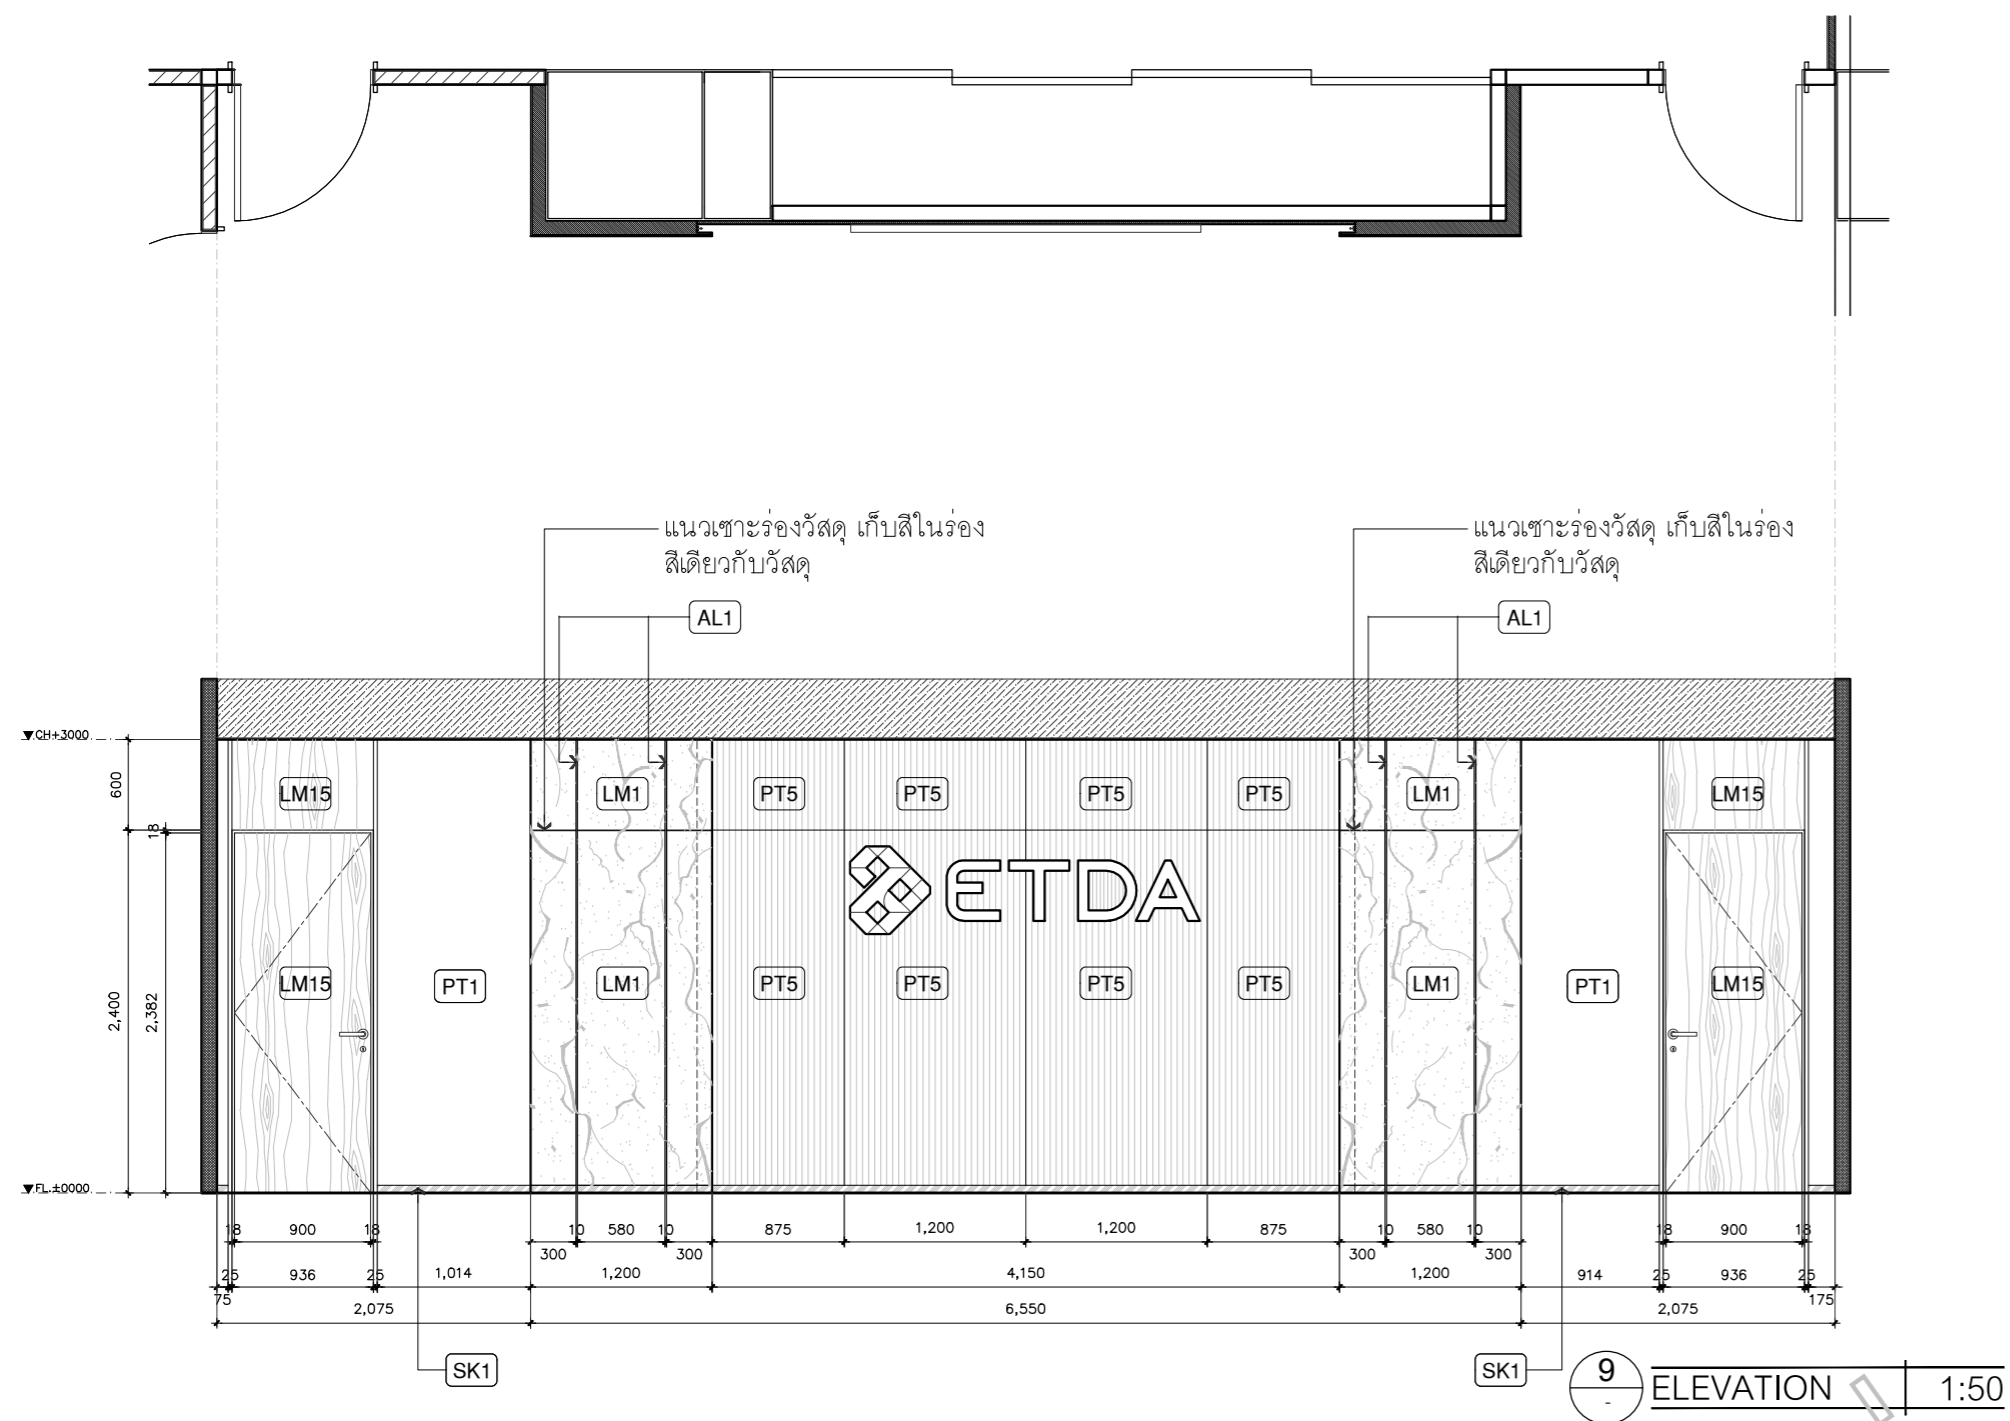 แนวเซาะร่องวัสดุ เก็บสีในร่อง
สีเดียวกับวัสดุ
แนวเซาะร่องวัสดุ เก็บสีในร่อง
สีเดียวกับวัสดุ
AL1
AL1
CH+3000
600
18
2,400
2,382
FL.±0000
LM15
LM1
PT5
PT5
PT5
PT5
LM1
LM15
ETDA
LM15
PT1
LM1
PT5
PT5
PT5
PT5
LM1
PT1
LM15
18 900 18 10 580 10 875 1,200 1,200 875 10 580 10 18 900 18
300 300 300 300
25 936 25 1,014 1,200 4,150 1,200 914 25 936 25
75 175
2,075 6,550 2,075
SK1
SK1
9
-
ELEVATION
1:50